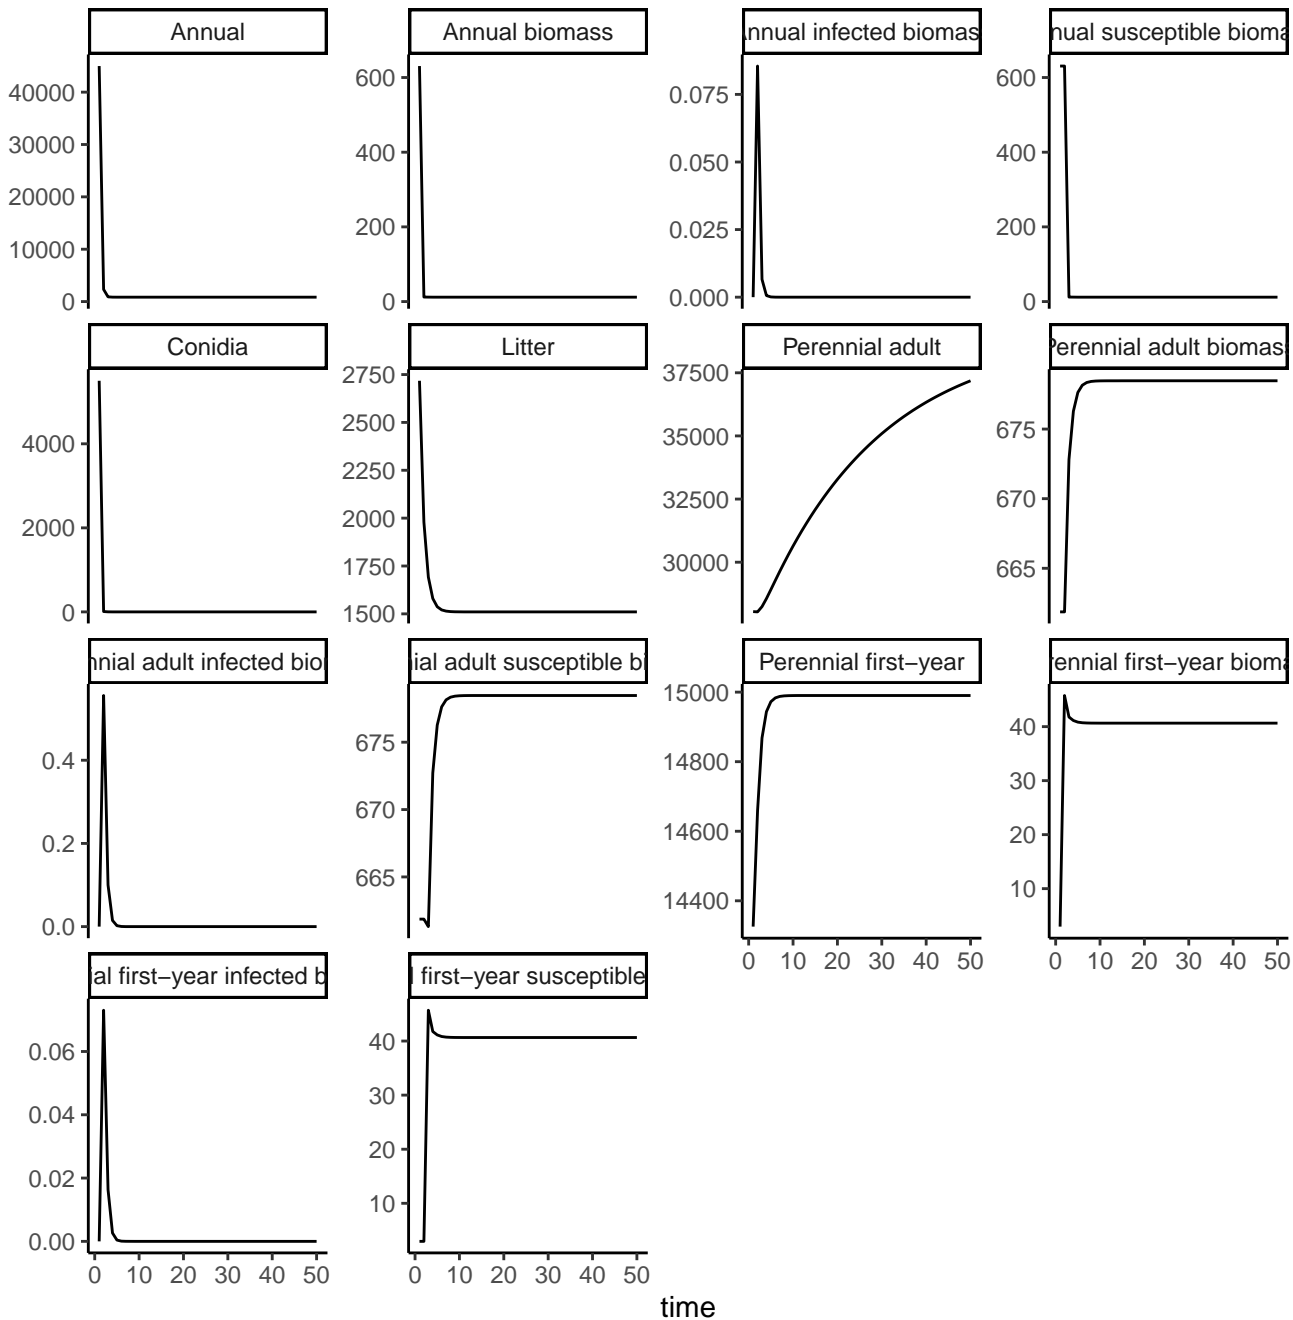 Annual
Annual biomass
nnual infected biomas
nual susceptible bioma
40000
30000
20000
10000
0
600
400
200
0
0.075
0.050
0.025
0.000
600
400
200
0
Conidia
Litter
Perennial adult
Perennial adult biomas
4000
2000
0
2750
2500
2250
2000
1750
1500
37500
35000
32500
30000
675
670
665
nnial adult infected bio
ial adult susceptible bi
Perennial first−year
rennial first−year bioma
0.4
0.2
0.0
675
670
665
15000
14800
14600
14400
40
30
20
10
0 10 20 30 40 50
0 10 20 30 40 50
ial first−year infected b
l first−year susceptible
0.06
0.04
0.02
0.00
40
30
20
10
0 10 20 30 40 50
0 10 20 30 40 50
time